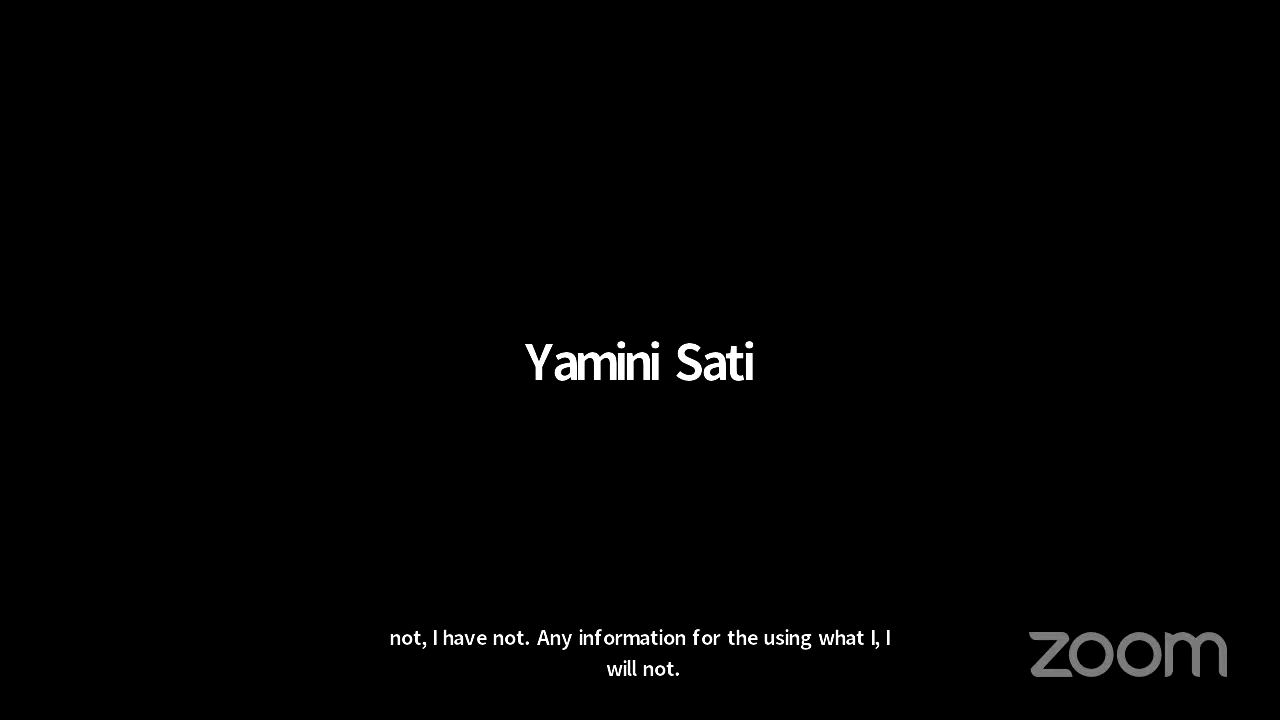 Yamini Sati
not, I have not. Any information for the using what I, I
will not.
zoom